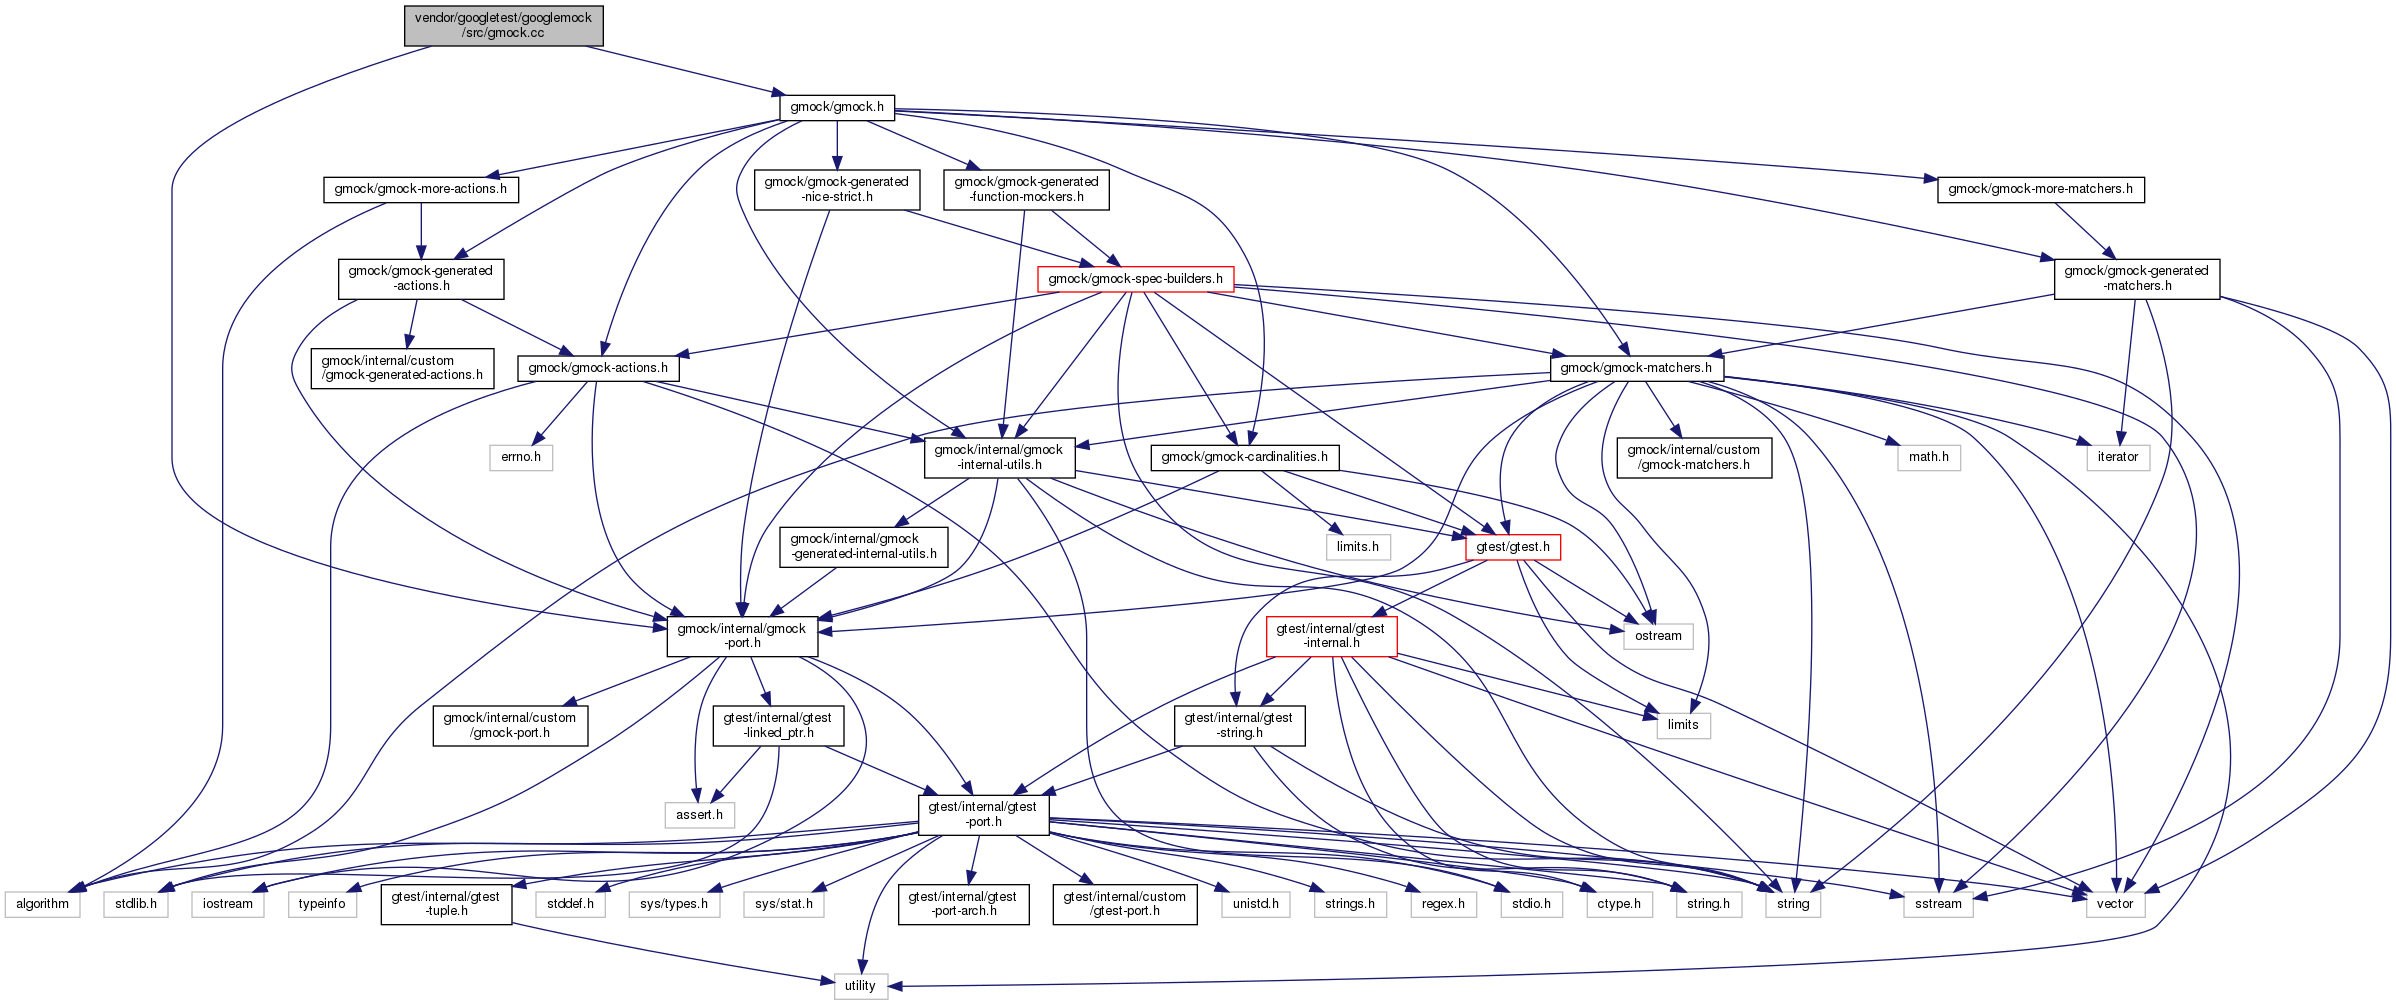 vendor/googletest/googlemock
/src/gmock.cc
gmock/gmock.h
gmock/gmock-more-actions.h
gmock/gmock-generated
-nice-strict.h
gmock/gmock-generated
-function-mockers.h
gmock/gmock-more-matchers.h
gmock/gmock-generated
-actions.h
gmock/gmock-spec-builders.h
gmock/gmock-generated
-matchers.h
gmock/internal/custom
/gmock-generated-actions.h
gmock/gmock-actions.h
gmock/gmock-matchers.h
errno.h
gmock/internal/gmock
-internal-utils.h
gmock/gmock-cardinalities.h
gmock/internal/custom
/gmock-matchers.h
math.h
iterator
gmock/internal/gmock
-generated-internal-utils.h
limits.h
gtest/gtest.h
gmock/internal/gmock
-port.h
gtest/internal/gtest
-internal.h
ostream
gmock/internal/custom
/gmock-port.h
gtest/internal/gtest
-linked_ptr.h
gtest/internal/gtest
-string.h
limits
assert.h
gtest/internal/gtest
-port.h
algorithm
stdlib.h
iostream
typeinfo
gtest/internal/gtest
-tuple.h
stddef.h
sys/types.h
sys/stat.h
gtest/internal/gtest
-port-arch.h
gtest/internal/custom
/gtest-port.h
unistd.h
strings.h
regex.h
stdio.h
ctype.h
string.h
string
sstream
vector
utility